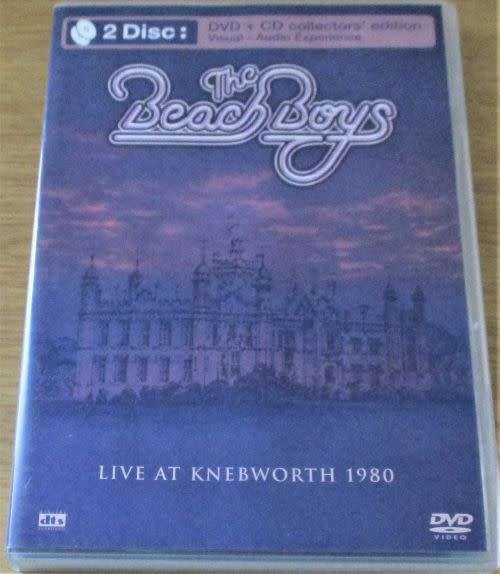 2 Disc:
DVD + CD collectors' edition
Visual - Audio Experience
The
Beach Boys
LIVE AT KNEBWORTH 1980
dts
DVD
VIDEO